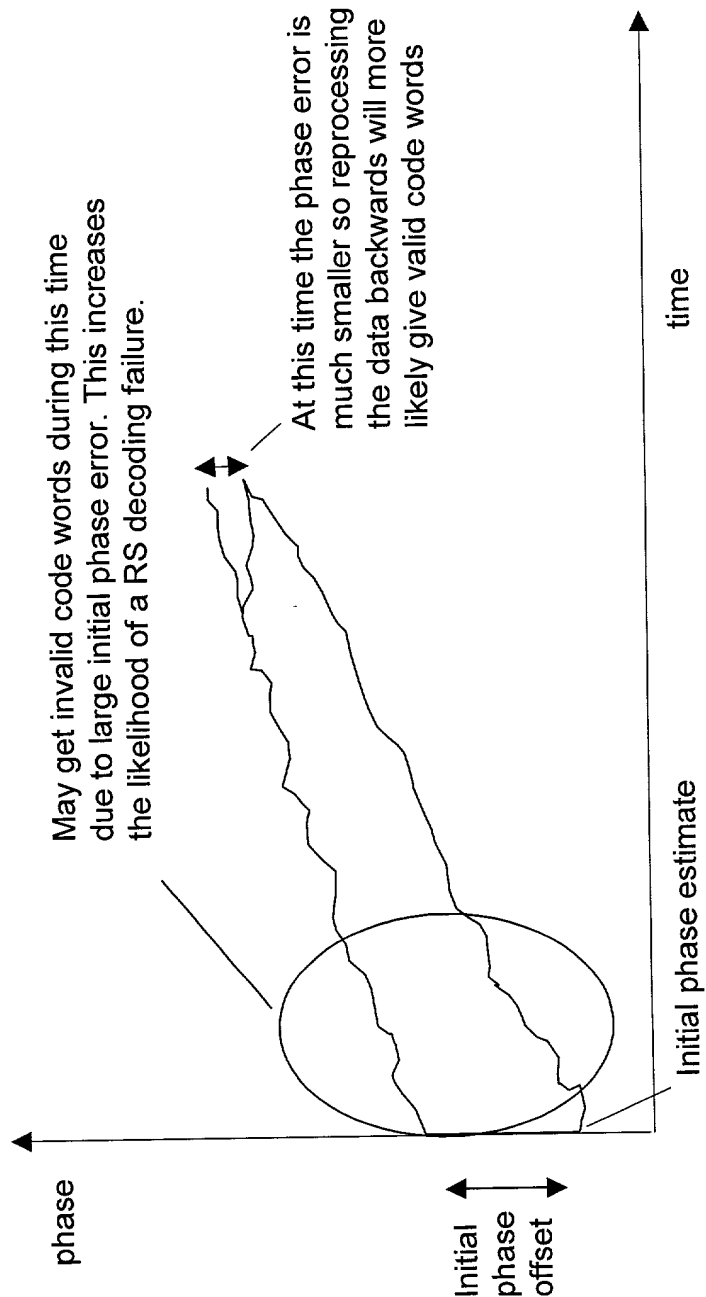 May get invalid code words during this time
due to large initial phase error. This increases
the likelihood of a RS decoding failure.
At this time the phase error is
much smaller so reprocessing
the data backwards will more
likely give valid code words
phase
Initial
phase
offset
Initial phase estimate
time